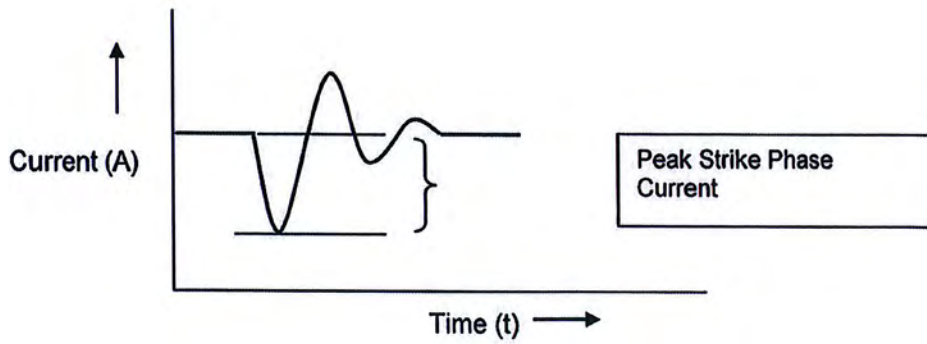 Current (A)
Peak Strike Phase
Current
Time (t)